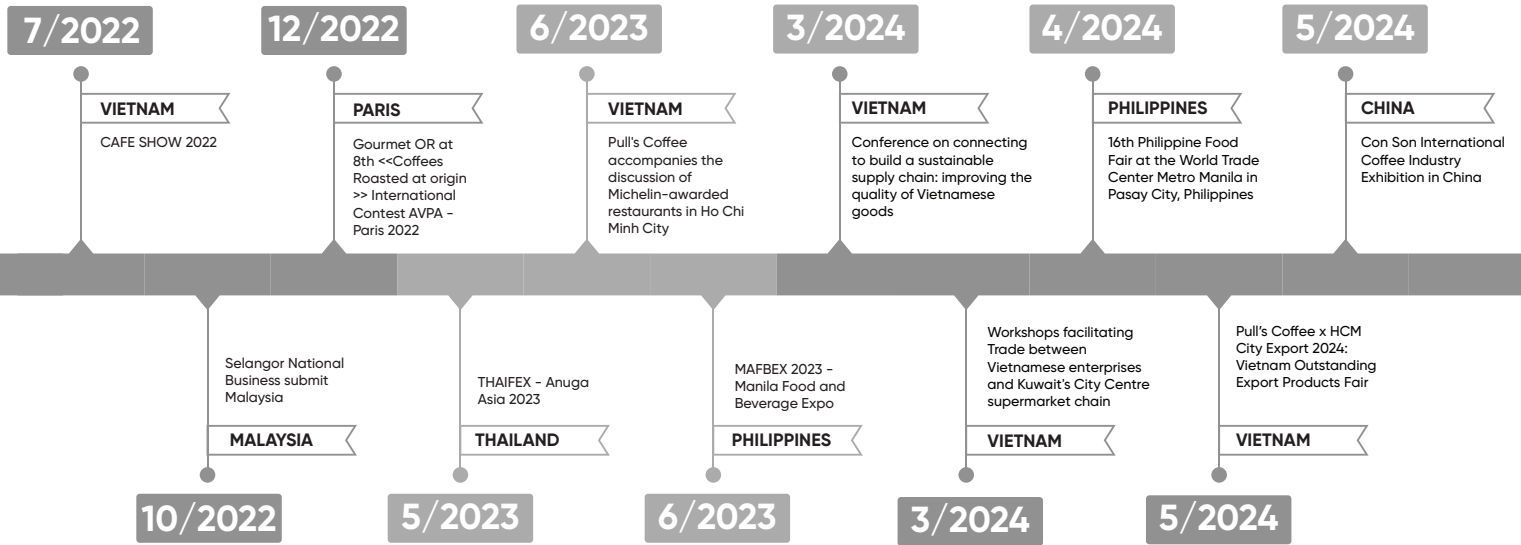 7/2022
VIETNAM
CAFE SHOW 2022
12/2022
PARIS
Gourmet OR at
8th <<Coffees
Roasted at origin
>> International
Contest AVPA -
Paris 2022
6/2023
VIETNAM
Pull's Coffee
accompanies the
discussion of
Michelin-awarded
restaurants in Ho Chi
Minh City
3/2024
VIETNAM
Conference on connecting
to build a sustainable
supply chain: improving the
quality of Vietnamese
goods
4/2024
PHILIPPINES
16th Philippine Food
Fair at the World Trade
Center Metro Manila in
Pasay City, Philippines
5/2024
CHINA
Con Son International
Coffee Industry
Exhibition in China
Selangor National
Business submit
Malaysia
MALAYSIA
10/2022
THAIFEX - Anuga
Asia 2023
THAILAND
5/2023
MAFBEX 2023 -
Manila Food and
Beverage Expo
PHILIPPINES
6/2023
Workshops facilitating
Trade between
Vietnamese enterprises
and Kuwait's City Centre
supermarket chain
VIETNAM
3/2024
Pull's Coffee x HCM
City Export 2024:
Vietnam Outstanding
Export Products Fair
VIETNAM
5/2024